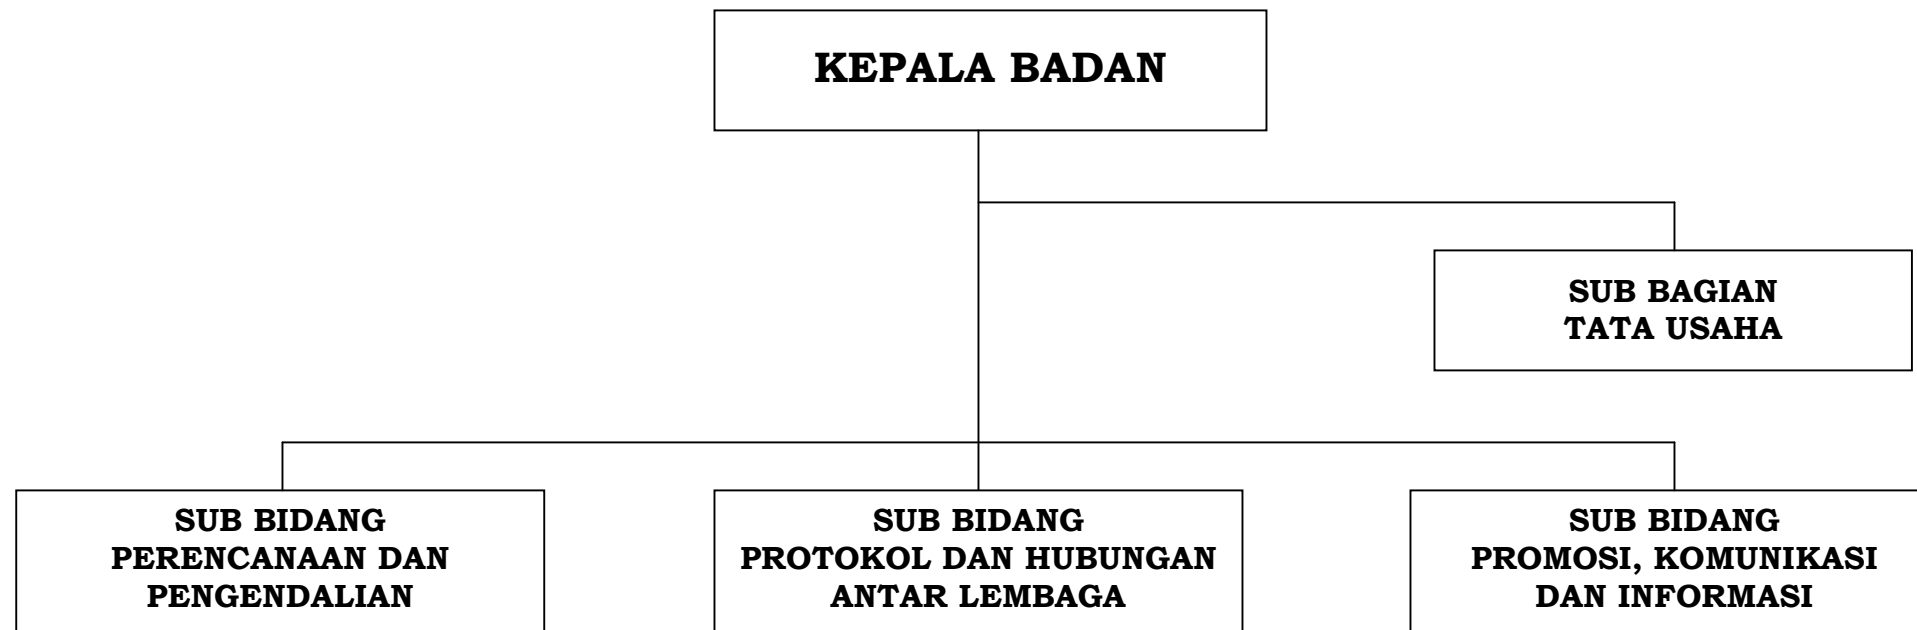 KEPALA BADAN
SUB BAGIAN
TATA USAHA
SUB BIDANG
PERENCANAAN DAN
PENGENDALIAN
SUB BIDANG
PROTOKOL DAN HUBUNGAN
ANTAR LEMBAGA
SUB BIDANG
PROMOSI, KOMUNIKASI
DAN INFORMASI